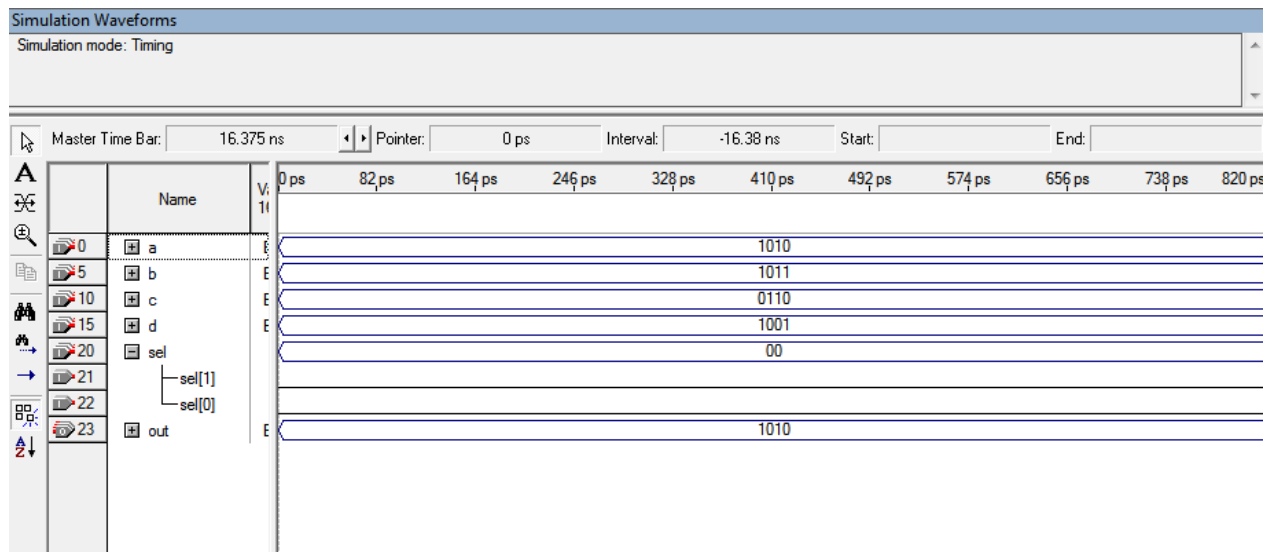 Simulation Waveforms
Simulation mode: Timing
Master Time Bar: 16.375 ns Pointer: 0 ps Interval: -16.38 ns Start: End:
Name 0 ps 82 ps 164 ps 246 ps 328 ps 410 ps 492 ps 574 ps 656 ps 738 ps 820 ps
0 a 1010
5 b 1011
10 c 0110
15 d 1001
20 sel 00
21 sel[1]
22 sel[0]
23 out 1010